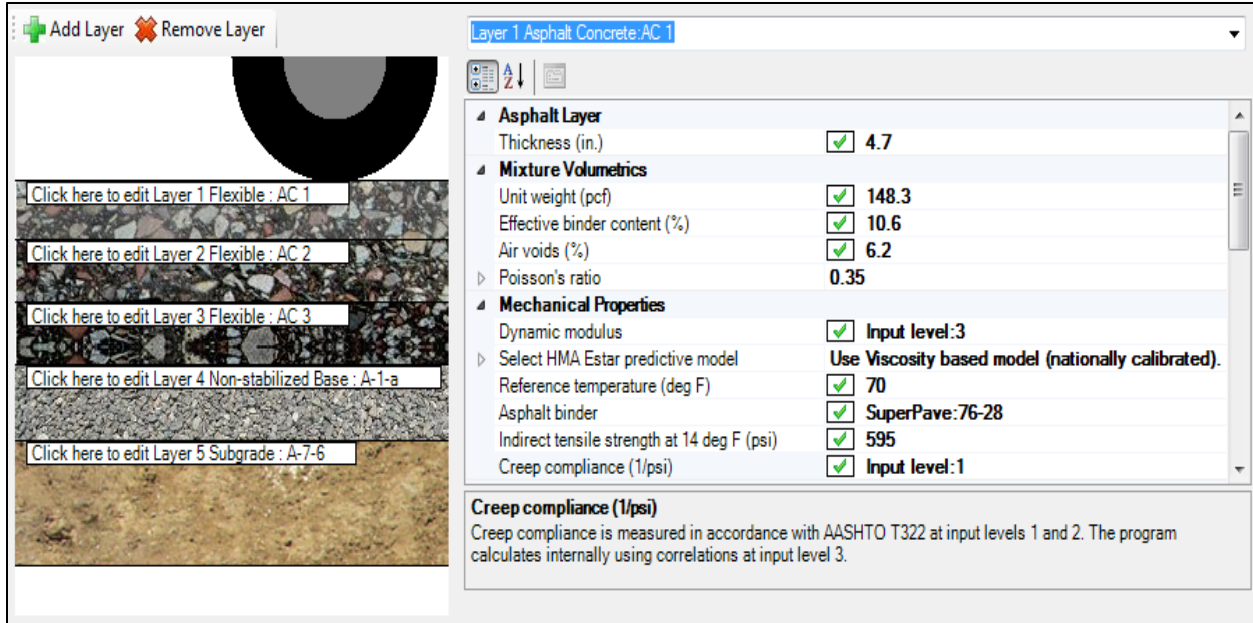 Add Layer Remove Layer
Layer 1 Asphalt Concrete:AC 1
Click here to edit Layer 1 Flexible : AC 1
Click here to edit Layer 2 Flexible : AC 2
Click here to edit Layer 3 Flexible : AC 3
Click here to edit Layer 4 Non-stabilized Base : A-1-a
Click here to edit Layer 5 Subgrade : A-7-6
A
Z
Asphalt Layer
Thickness (in.) 4.7
Mixture Volumetrics
Unit weight (pcf) 148.3
Effective binder content (%) 10.6
Air voids (%) 6.2
Poisson's ratio 0.35
Mechanical Properties
Dynamic modulus Input level:3
Select HMA Estar predictive model Use Viscosity based model (nationally calibrated).
Reference temperature (deg F) 70
Asphalt binder SuperPave:76-28
Indirect tensile strength at 14 deg F (psi) 595
Creep compliance (1/psi) Input level:1
Creep compliance (1/psi)
Creep compliance is measured in accordance with AASHTO T322 at input levels 1 and 2. The program
calculates internally using correlations at input level 3.